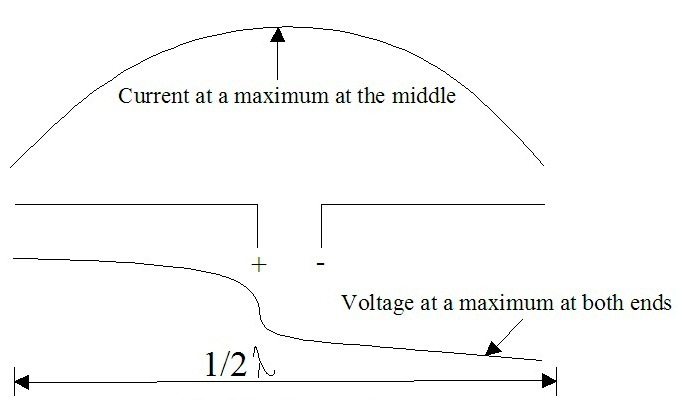 Current at a maximum at the middle
+ -
Voltage at a maximum at both ends
1/2 λ